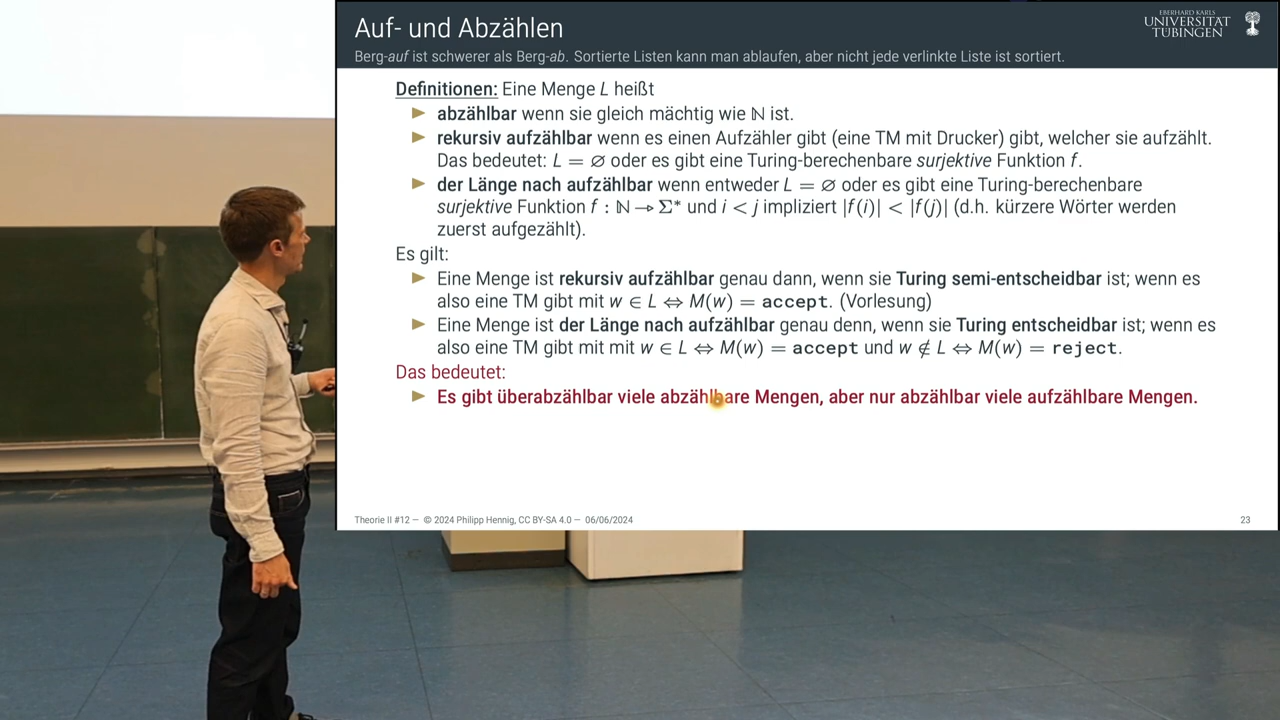 Auf- und Abzählen
EBERHARD KARLS
UNIVERSITÄT
TÜBINGEN
Berg-auf ist schwerer als Berg-ab. Sortierte Listen kann man ablaufen, aber nicht jede verlinkte Liste ist sortiert.
Definitionen: Eine Menge L heißt
► abzählbar wenn sie gleich mächtig wie ℕ ist.
► rekursiv aufzählbar wenn es einen Aufzähler gibt (eine TM mit Drucker) gibt, welcher sie aufzählt.
Das bedeutet: L = ∅ oder es gibt eine Turing-berechenbare surjektive Funktion f.
► der Länge nach aufzählbar wenn entweder L = ∅ oder es gibt eine Turing-berechenbare
surjektive Funktion f : ℕ → Σ* und i < j impliziert |f(i)| < |f(j)| (d.h. kürzere Wörter werden
zuerst aufgezählt).
Es gilt:
► Eine Menge ist rekursiv aufzählbar genau dann, wenn sie Turing semi-entscheidbar ist; wenn es
also eine TM gibt mit w ∈ L ⇔ M(w) = accept. (Vorlesung)
► Eine Menge ist der Länge nach aufzählbar genau denn, wenn sie Turing entscheidbar ist; wenn es
also eine TM gibt mit mit w ∈ L ⇔ M(w) = accept und w ∉ L ⇔ M(w) = reject.
Das bedeutet:
► Es gibt überabzählbar viele abzählbare Mengen, aber nur abzählbar viele aufzählbare Mengen.
Theorie II #12 — © 2024 Philipp Hennig, CC BY-SA 4.0 — 06/06/2024
23